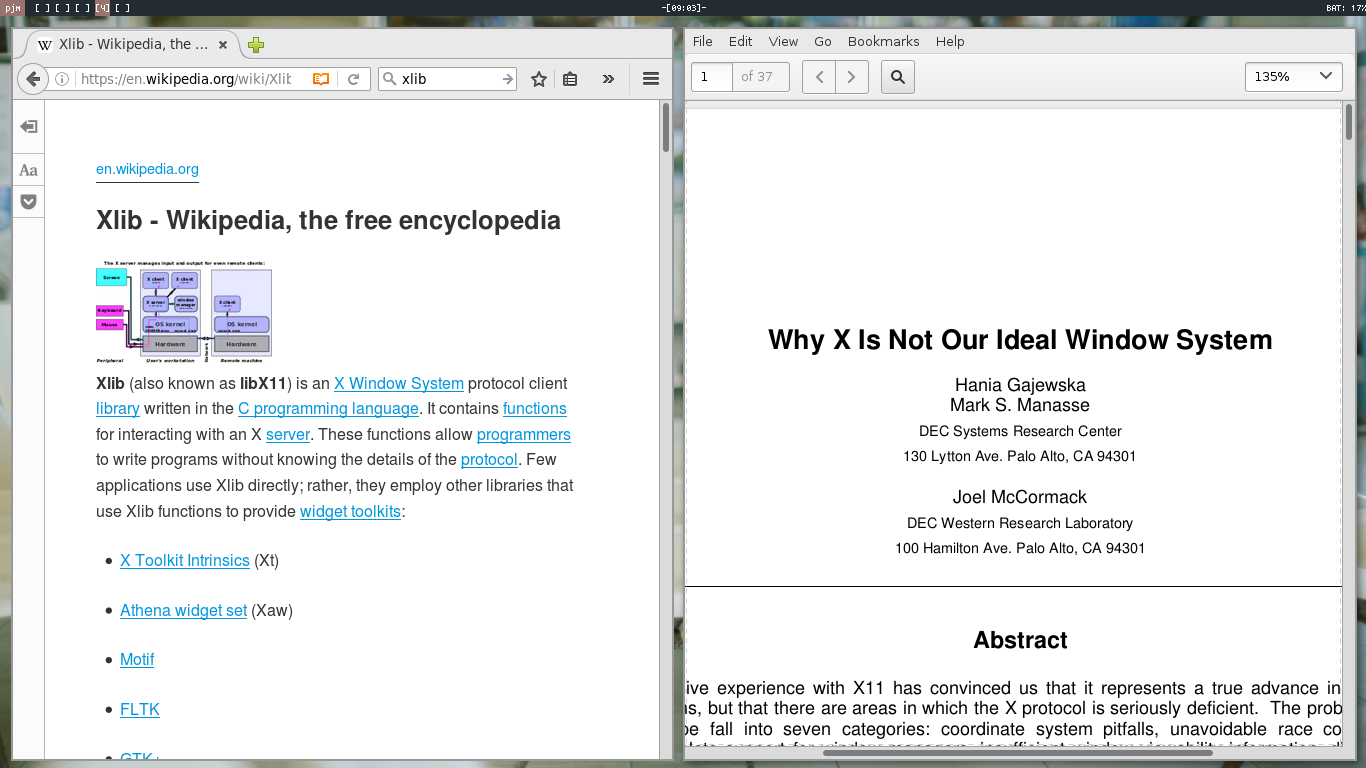 pjm [ ] [ ] [ ] [ ] [4] [ ]
-[09:03]-
BAT: 17%
Xlib - Wikipedia, the ...
https://en.wikipedia.org/wiki/Xlib
xlib
Aa
en.wikipedia.org
Xlib - Wikipedia, the free encyclopedia
The X server manages input and output for even remote clients:
Screen
X client
X client
Keyboard
X server
window manager
X client
Mouse
OS kernel
OS kernel
Hardware
Hardware
Network
Peripheral
User's workstation
Remote machine
Xlib (also known as libX11) is an X Window System protocol client
library written in the C programming language. It contains functions
for interacting with an X server. These functions allow programmers
to write programs without knowing the details of the protocol. Few
applications use Xlib directly; rather, they employ other libraries that
use Xlib functions to provide widget toolkits:
• X Toolkit Intrinsics (Xt)
• Athena widget set (Xaw)
• Motif
• FLTK
• GTK+
File Edit View Go Bookmarks Help
1 of 37
135%
Why X Is Not Our Ideal Window System
Hania Gajewska
Mark S. Manasse
DEC Systems Research Center
130 Lytton Ave. Palo Alto, CA 94301
Joel McCormack
DEC Western Research Laboratory
100 Hamilton Ave. Palo Alto, CA 94301
Abstract
ive experience with X11 has convinced us that it represents a true advance in
s, but that there are areas in which the X protocol is seriously deficient. The prob
e fall into seven categories: coordinate system pitfalls, unavoidable race co
support for window managers, insufficient window viewability information,